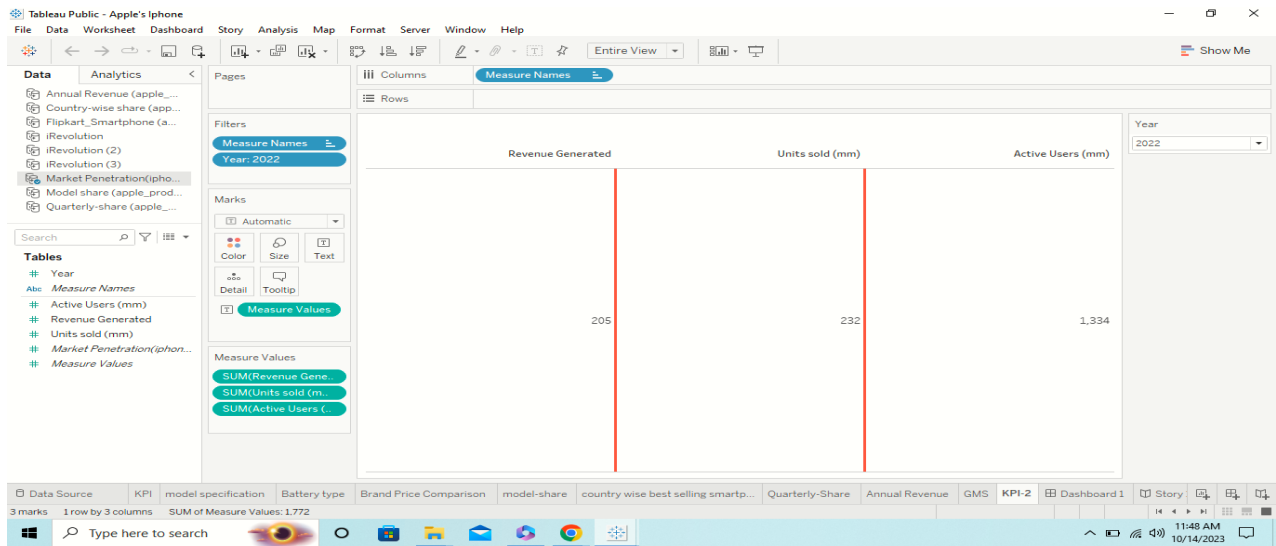 Tableau Public - Apple's Iphone
File Data Worksheet Dashboard Story Analysis Map Format Server Window Help
Entire View
Show Me
Data Analytics
Annual Revenue (apple_...
Country-wise share (app...
Flipkart_Smartphone (a...
iRevolution
iRevolution (2)
iRevolution (3)
Market Penetration(ipho...
Model share (apple_prod...
Quarterly-share (apple_...
Search
Tables
# Year
Abc Measure Names
# Active Users (mm)
# Revenue Generated
# Units sold (mm)
# Market Penetration(iphon...
# Measure Values
Pages
Filters
Measure Names
Year: 2022
Marks
T Automatic
Color Size Text
Detail Tooltip
T Measure Values
Measure Values
SUM(Revenue Gene..
SUM(Units sold (m..
SUM(Active Users (..
iii Columns Measure Names
Rows
Revenue Generated Units sold (mm) Active Users (mm)
205 232 1,334
Year
2022
Data Source KPI model specification Battery type Brand Price Comparison model-share country wise best selling smartp... Quarterly-Share Annual Revenue GMS KPI-2 Dashboard 1 Story
3 marks 1 row by 3 columns SUM of Measure Values: 1,772
Type here to search
11:48 AM
10/14/2023